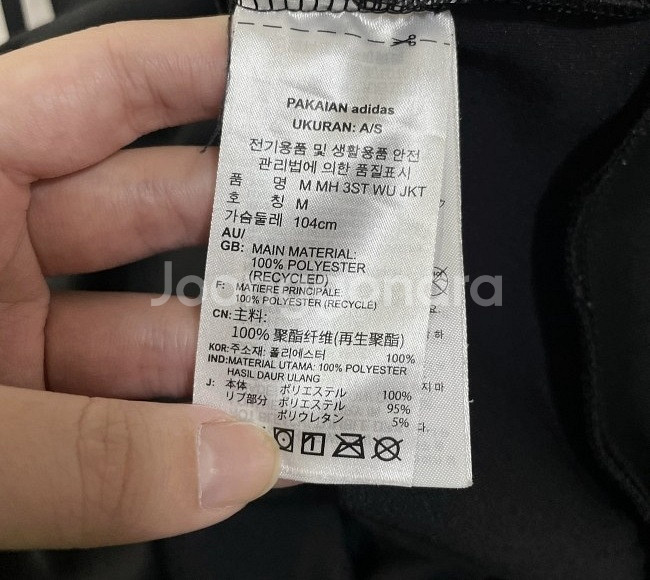 PAKAIAN adidas
UKURAN: A/S
전기용품 및 생활용품 안전
관리법에 의한 품질표시
품 명 M MH 3ST WU JKT
호 칭 M
가슴둘레 104cm
AU/
GB: MAIN MATERIAL:
100% POLYESTER
(RECYCLED)
F: MATIERE PRINCIPALE
100% POLYESTER (RECYCLÉ)
CN: 主料:
100% 聚酯纤维(再生聚酯)
KOR: 주소재: 폴리에스터 100%
IND: MATERIAL UTAMA: 100% POLYESTER
HASIL DAUR ULANG
J: 本体 ポリエステル 100%
リブ部分 ポリエステル 95%
ポリウレタン 5%
하
지 마
다.